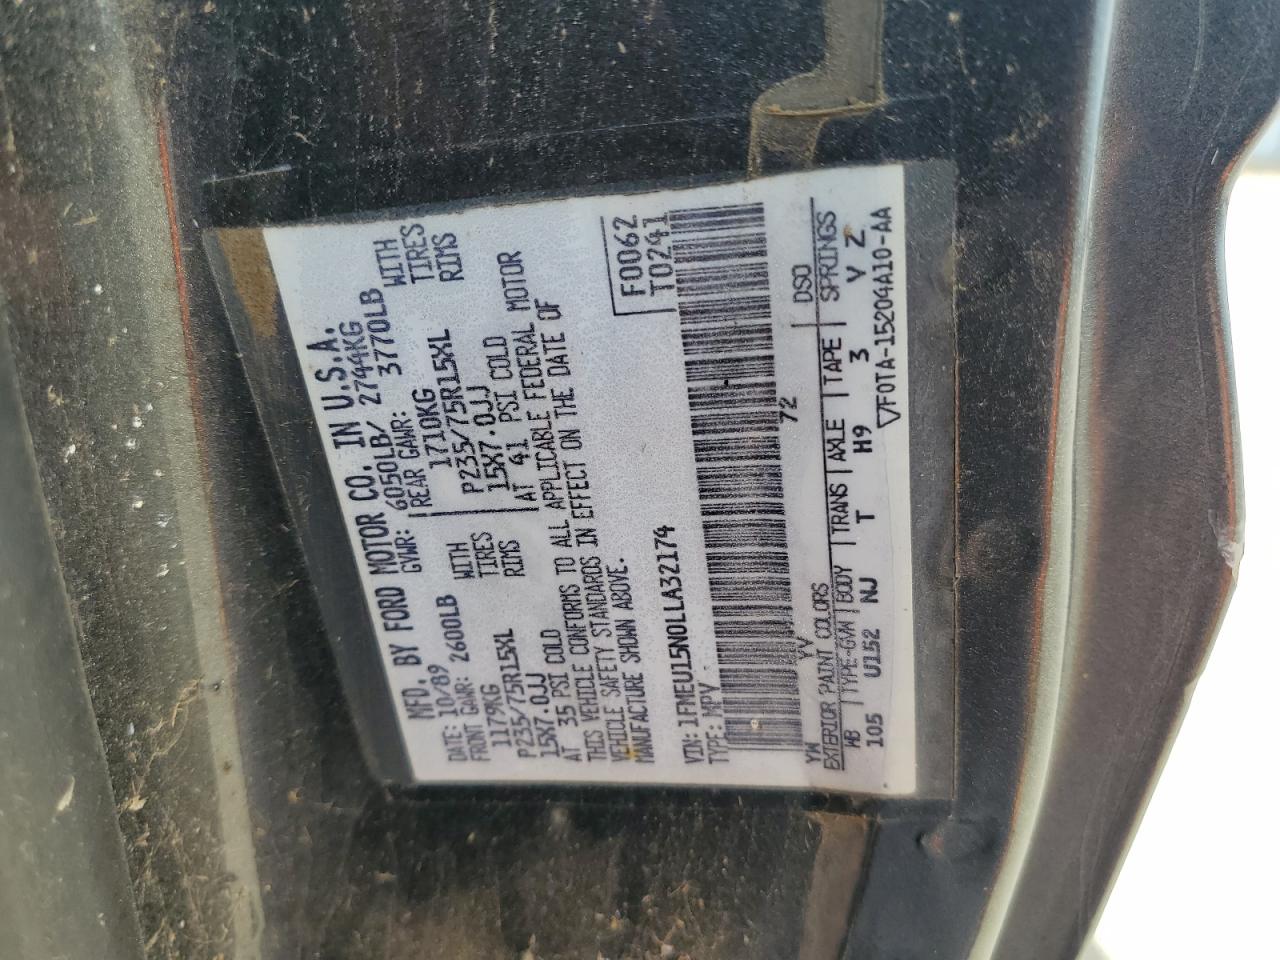 MFD. BY FORD MOTOR CO. IN U.S.A.
DATE: 10/89 GVWR: 6050LB/ 2744KG
FRONT GAWR: 2600LB REAR GAWR: 3770LB
1179KG WITH 1710KG WITH
P235/75R15XL TIRES P235/75R15XL TIRES
15X7.0JJ RIMS 15X7.0JJ RIMS
AT 35 PSI COLD AT 41 PSI COLD
THIS VEHICLE CONFORMS TO ALL APPLICABLE FEDERAL MOTOR
VEHICLE SAFETY STANDARDS IN EFFECT ON THE DATE OF
MANUFACTURE SHOWN ABOVE.
F0062
T0241
VIN: 1FMEU15N0LLA32174
TYPE: MPV
YW YV 72
EXTERIOR PAINT COLORS DSO
WB TYPE-GVW BODY TRANS AXLE TAPE SPRINGS
105 U152 NJ T H9 3 V Z
▽F0TA-15204A10-AA